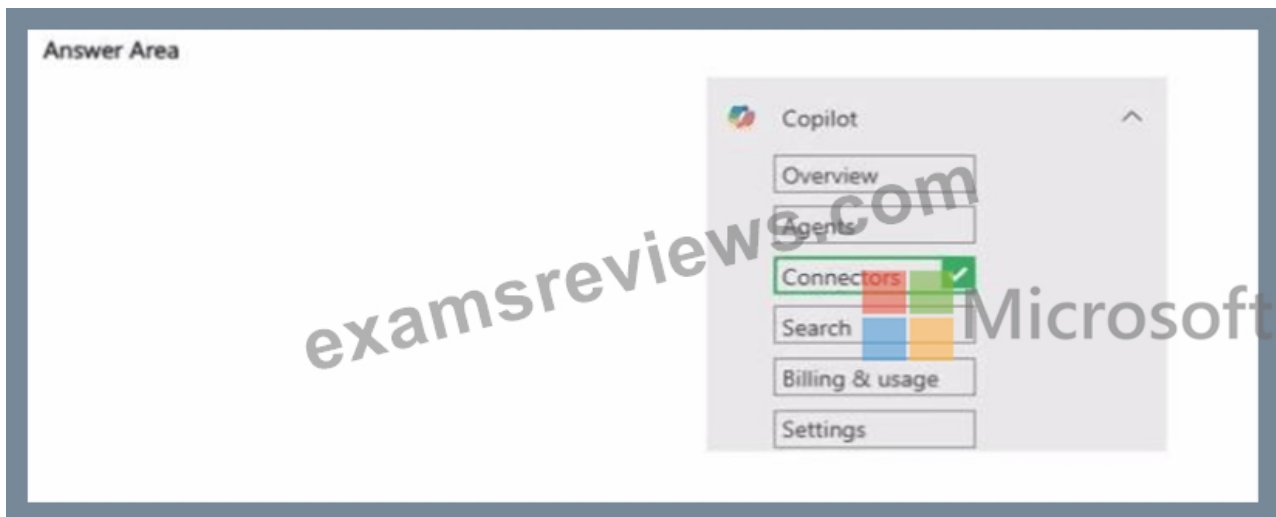 Answer Area
Copilot
Overview
Agents
Connectors
Search
Billing & usage
Settings
examsreviews.com
Microsoft